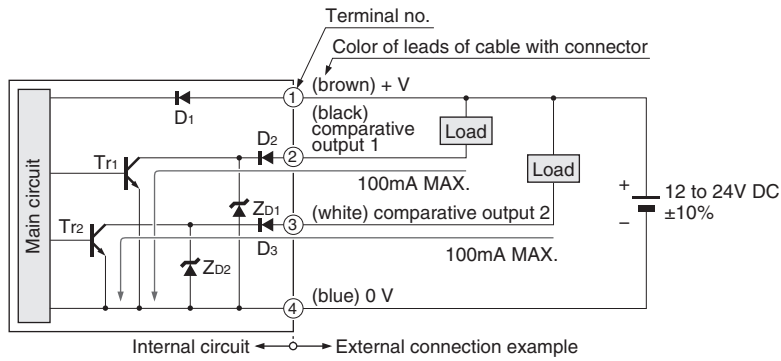 Terminal no.
Color of leads of cable with connector
(brown) + V
1
D1
(black)
comparative
output 1
Load
D2
2
Tr1
100mA MAX.
Load
Main circuit
ZD1
+
12 to 24V DC
±10%
−
3
(white) comparative output 2
Tr2
D3
100mA MAX.
ZD2
4
(blue) 0 V
Internal circuit
External connection example